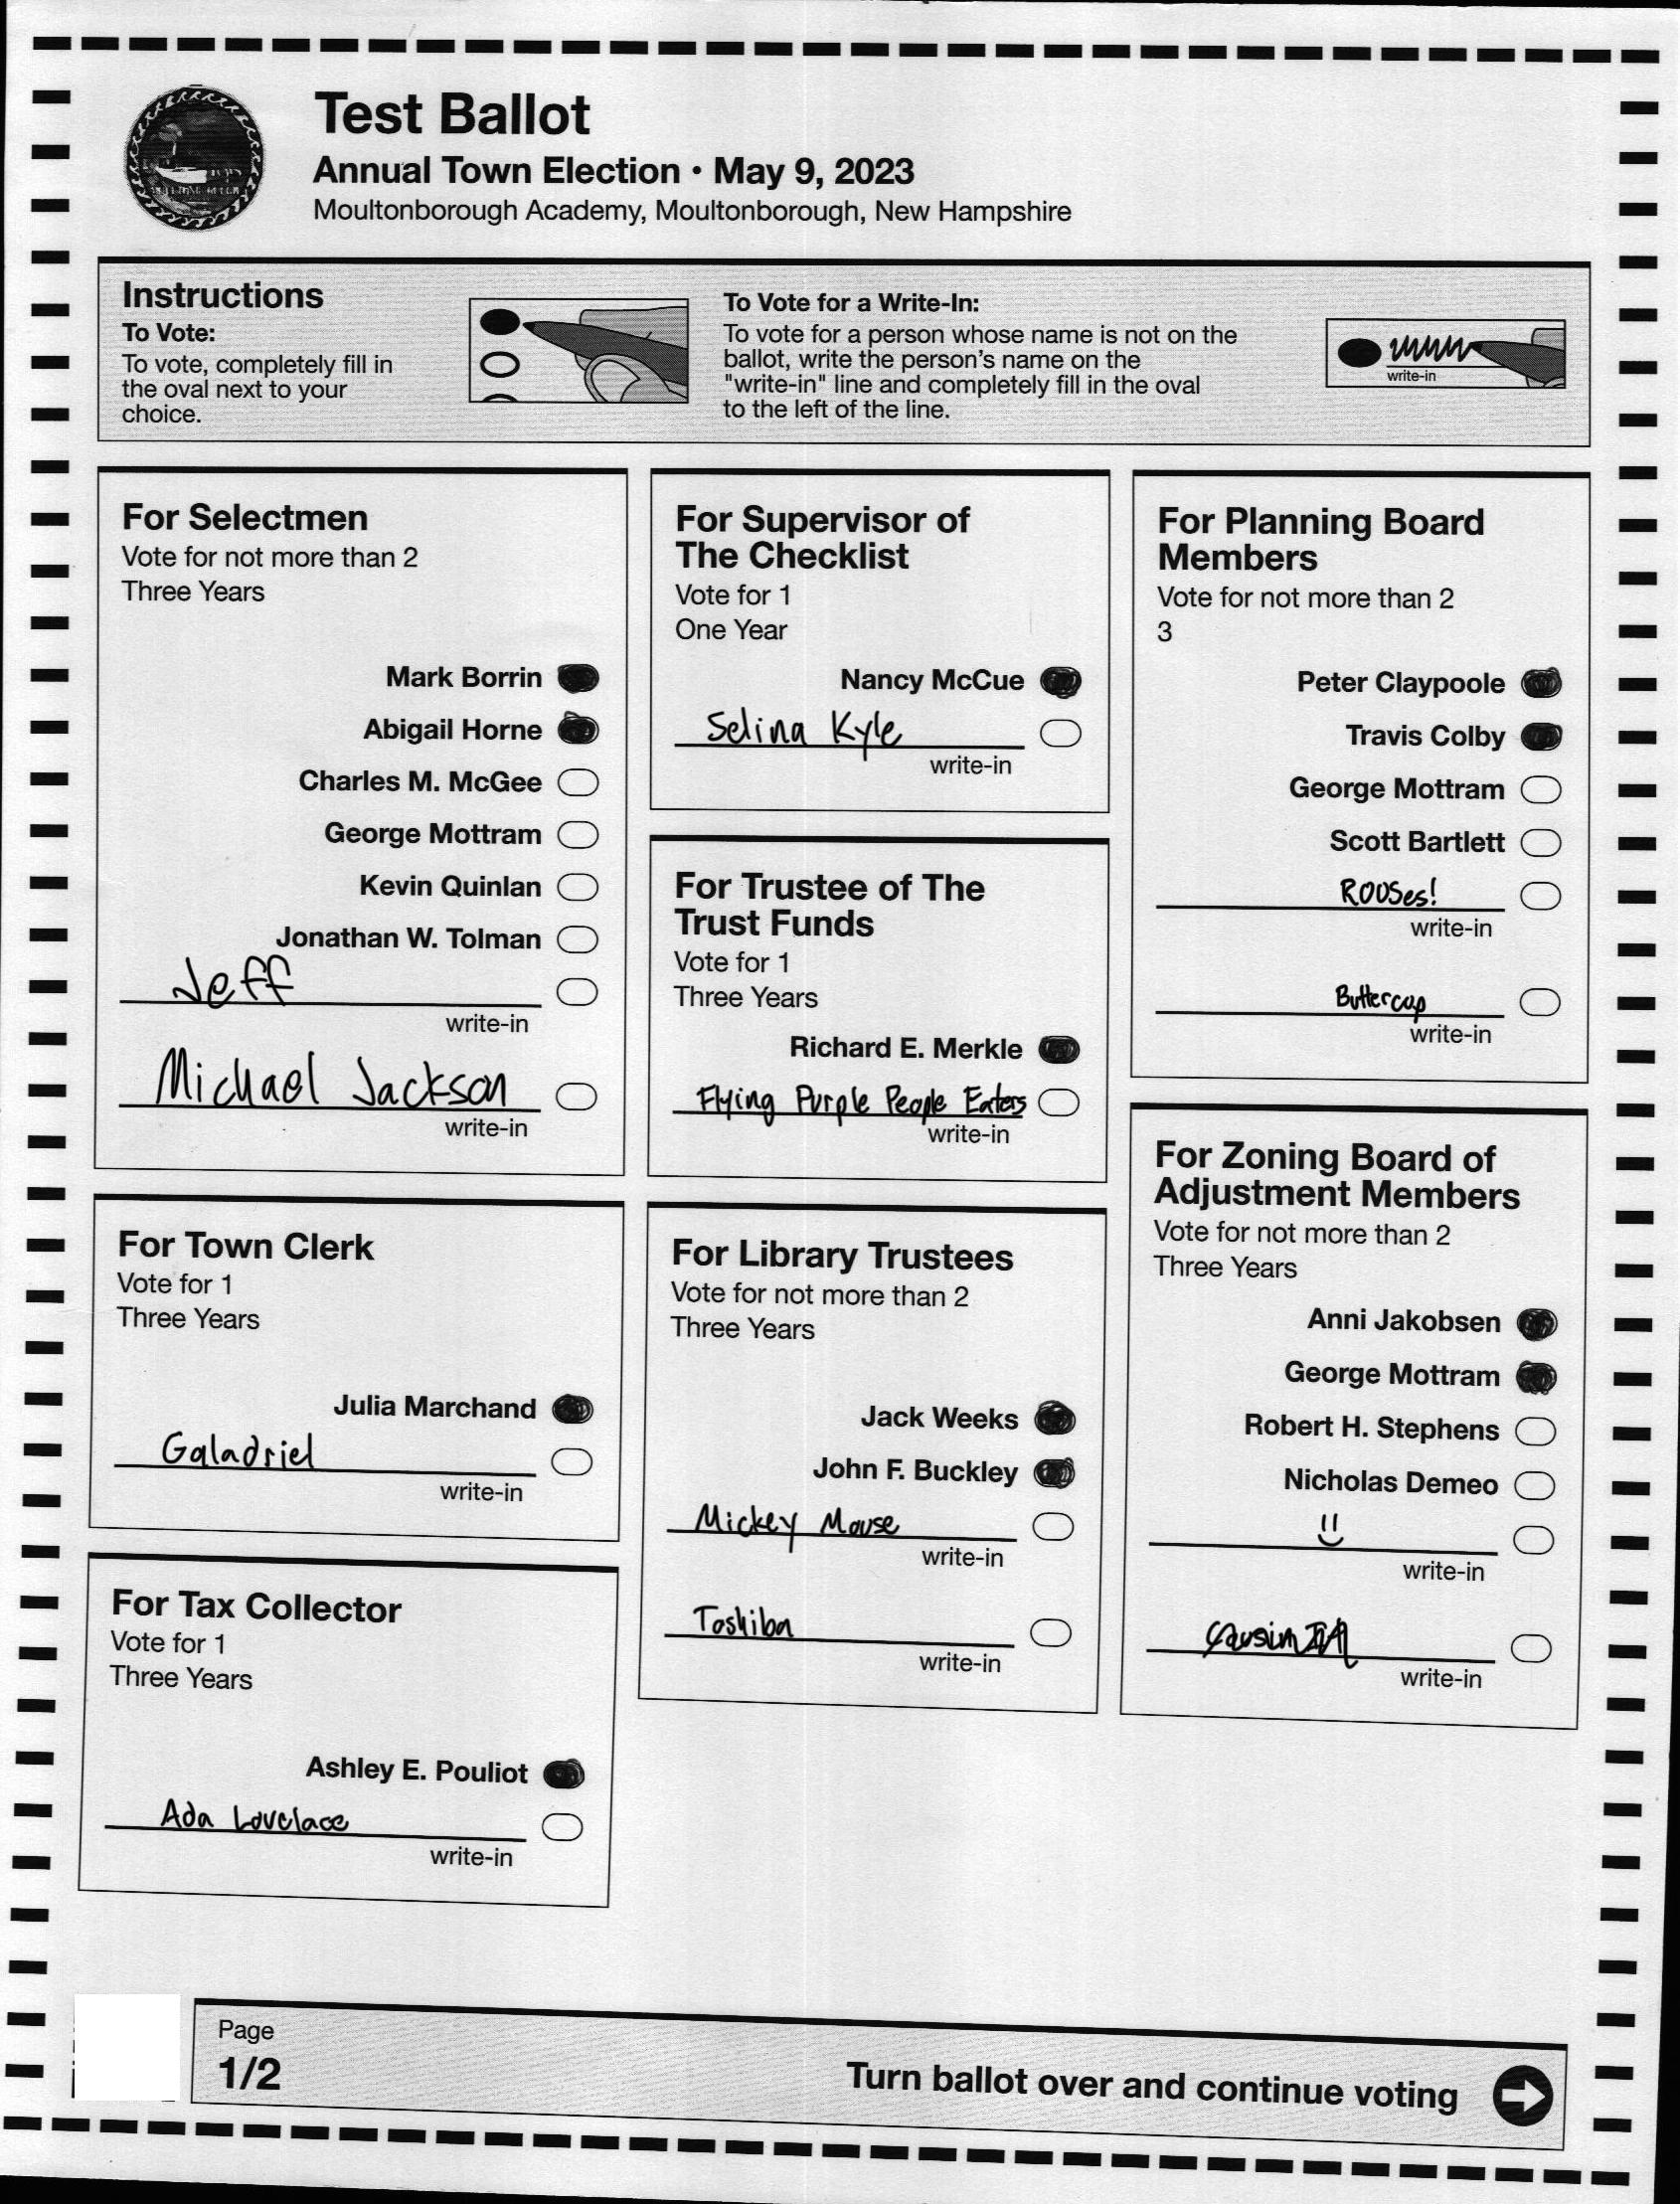 Test Ballot
Annual Town Election • May 9, 2023
Moultonborough Academy, Moultonborough, New Hampshire
Instructions
To Vote:
To vote, completely fill in
the oval next to your
choice.
To Vote for a Write-In:
To vote for a person whose name is not on the
ballot, write the person's name on the
"write-in" line and completely fill in the oval
to the left of the line.
write-in
For Selectmen
Vote for not more than 2
Three Years
Mark Borrin
Abigail Horne
Charles M. McGee
George Mottram
Kevin Quinlan
Jonathan W. Tolman
Jeff
write-in
Michael Jackson
write-in
For Town Clerk
Vote for 1
Three Years
Julia Marchand
Galadriel
write-in
For Tax Collector
Vote for 1
Three Years
Ashley E. Pouliot
Ada Lovelace
write-in
For Supervisor of
The Checklist
Vote for 1
One Year
Nancy McCue
Selina Kyle
write-in
For Trustee of The
Trust Funds
Vote for 1
Three Years
Richard E. Merkle
Flying Purple People Eaters
write-in
For Library Trustees
Vote for not more than 2
Three Years
Jack Weeks
John F. Buckley
Mickey Mouse
write-in
Toshiba
write-in
For Planning Board
Members
Vote for not more than 2
3
Peter Claypoole
Travis Colby
George Mottram
Scott Bartlett
ROUSes!
write-in
Buttercup
write-in
For Zoning Board of
Adjustment Members
Vote for not more than 2
Three Years
Anni Jakobsen
George Mottram
Robert H. Stephens
Nicholas Demeo
write-in
write-in
Page
1/2
Turn ballot over and continue voting